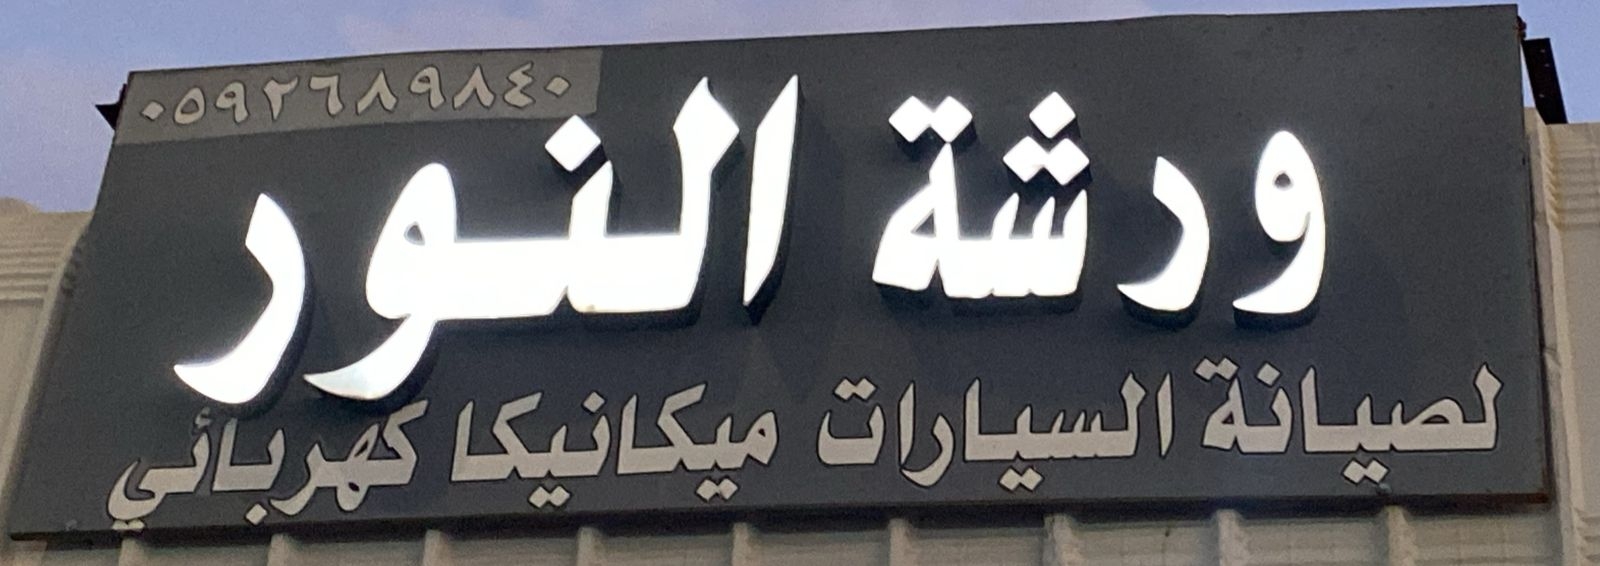 ٠٥٩٢٦٨٩٨٤٠
ورشة النور
لصيانة السيارات ميكانيكا كهربائي